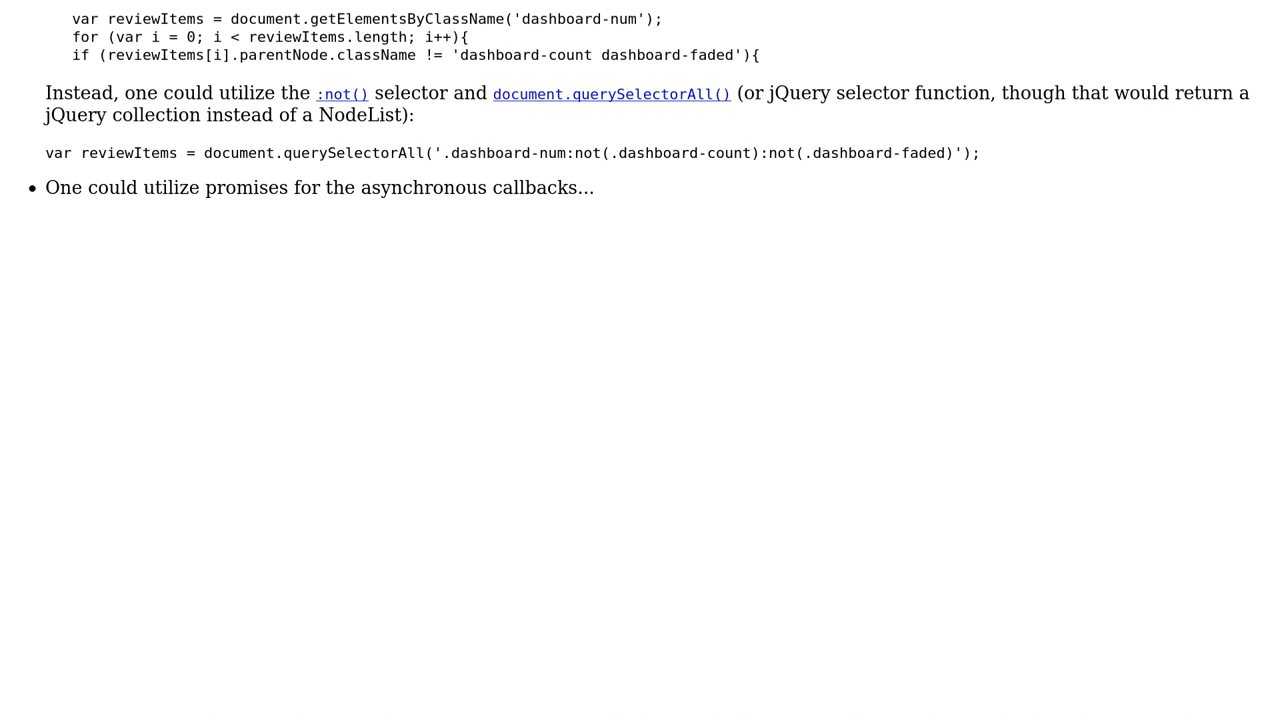 var reviewItems = document.getElementsByClassName('dashboard-num');
for (var i = 0; i < reviewItems.length; i++){
if (reviewItems[i].parentNode.className != 'dashboard-count dashboard-faded'){
Instead, one could utilize the :not() selector and document.querySelectorAll() (or jQuery selector function, though that would return a
jQuery collection instead of a NodeList):
var reviewItems = document.querySelectorAll('.dashboard-num:not(.dashboard-count):not(.dashboard-faded)');
• One could utilize promises for the asynchronous callbacks...